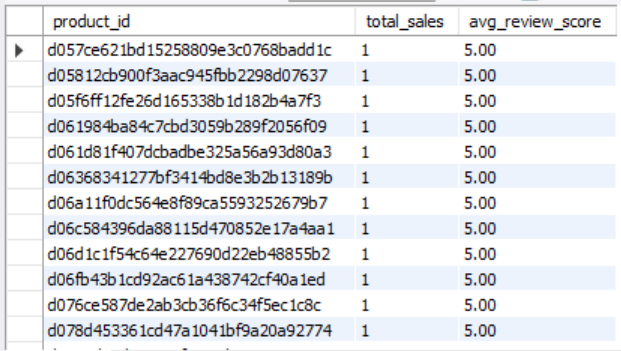 product_id total_sales avg_review_score
d057ce621bd15258809e3c0768badd1c 1 5.00
d05812cb900f3aac945fbb2298d07637 1 5.00
d05f6ff12fe26d165338b1d182b4a7f3 1 5.00
d061984ba84c7cbd3059b289f2056f09 1 5.00
d061d81f407dcbadbe325a56a93d80a3 1 5.00
d06368341277bf3414bd8e3b2b13189b 1 5.00
d06a11f0dc564e8f89ca5593252679b7 1 5.00
d06c584396da88115d470852e17a4aa1 1 5.00
d06d1c1f54c64e227690d22eb48855b2 1 5.00
d06fb43b1cd92ac61a438742cf40a1ed 1 5.00
d076ce587de2ab3cb36f6c34f5ec1c8c 1 5.00
d078d453361cd47a1041bf9a20a92774 1 5.00